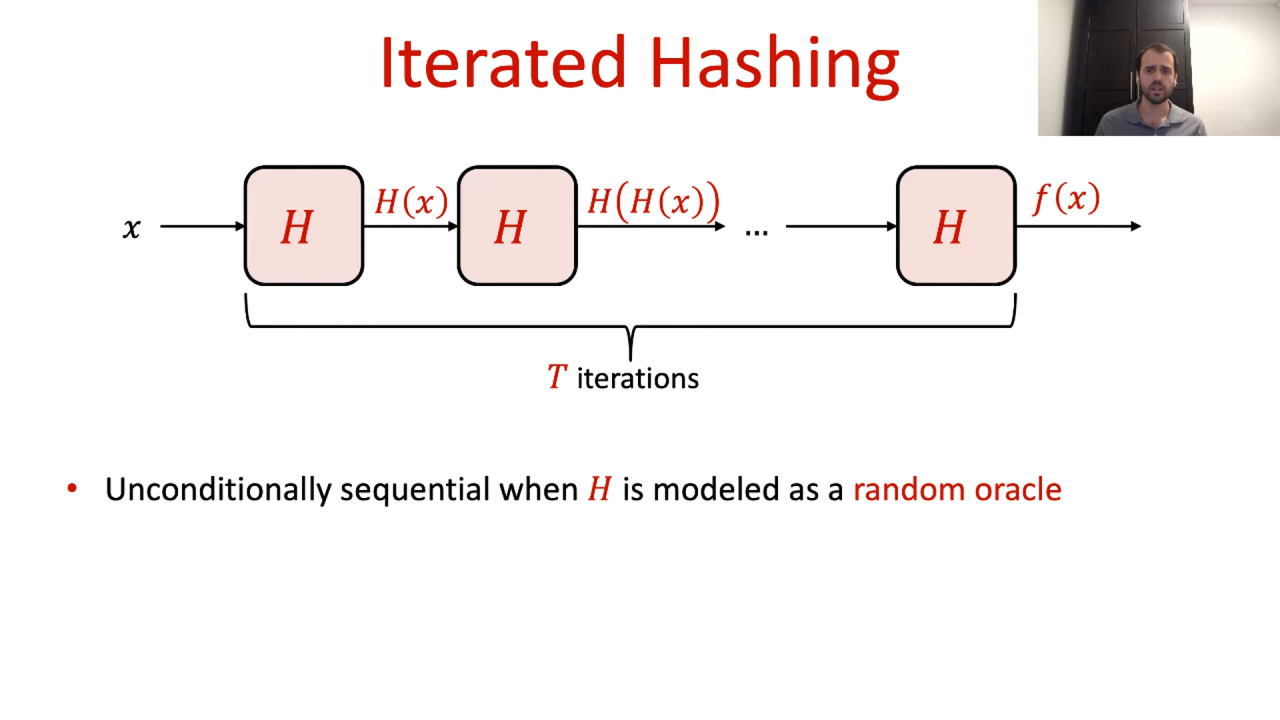 Iterated Hashing
x H H(x) H H(H(x)) ... H f(x)
T iterations
• Unconditionally sequential when H is modeled as a random oracle